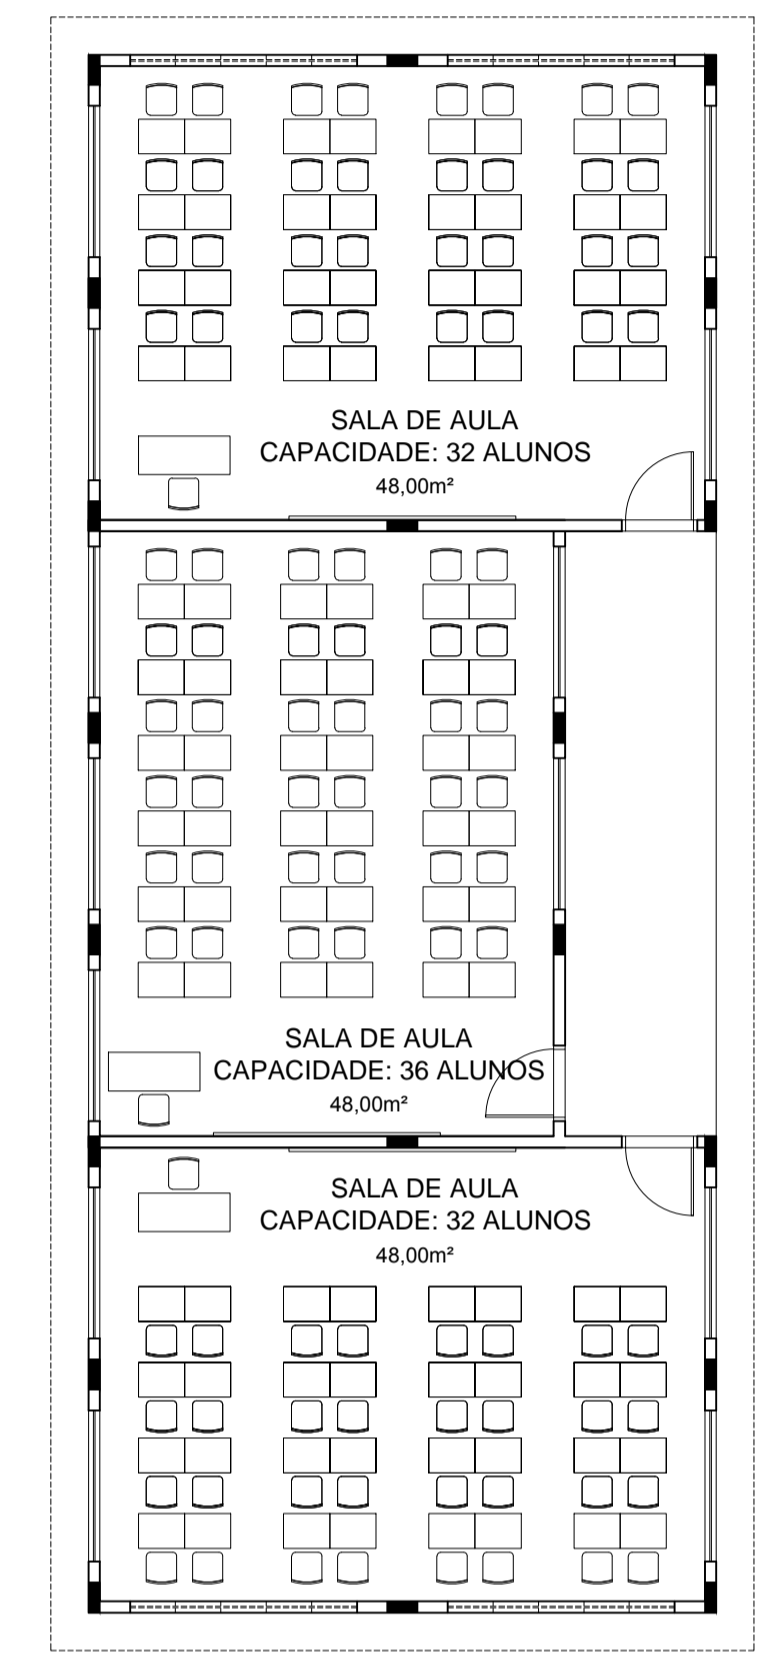 SALA DE AULA
CAPACIDADE: 32 ALUNOS
48,00m²
SALA DE AULA
CAPACIDADE: 36 ALUNOS
48,00m²
SALA DE AULA
CAPACIDADE: 32 ALUNOS
48,00m²